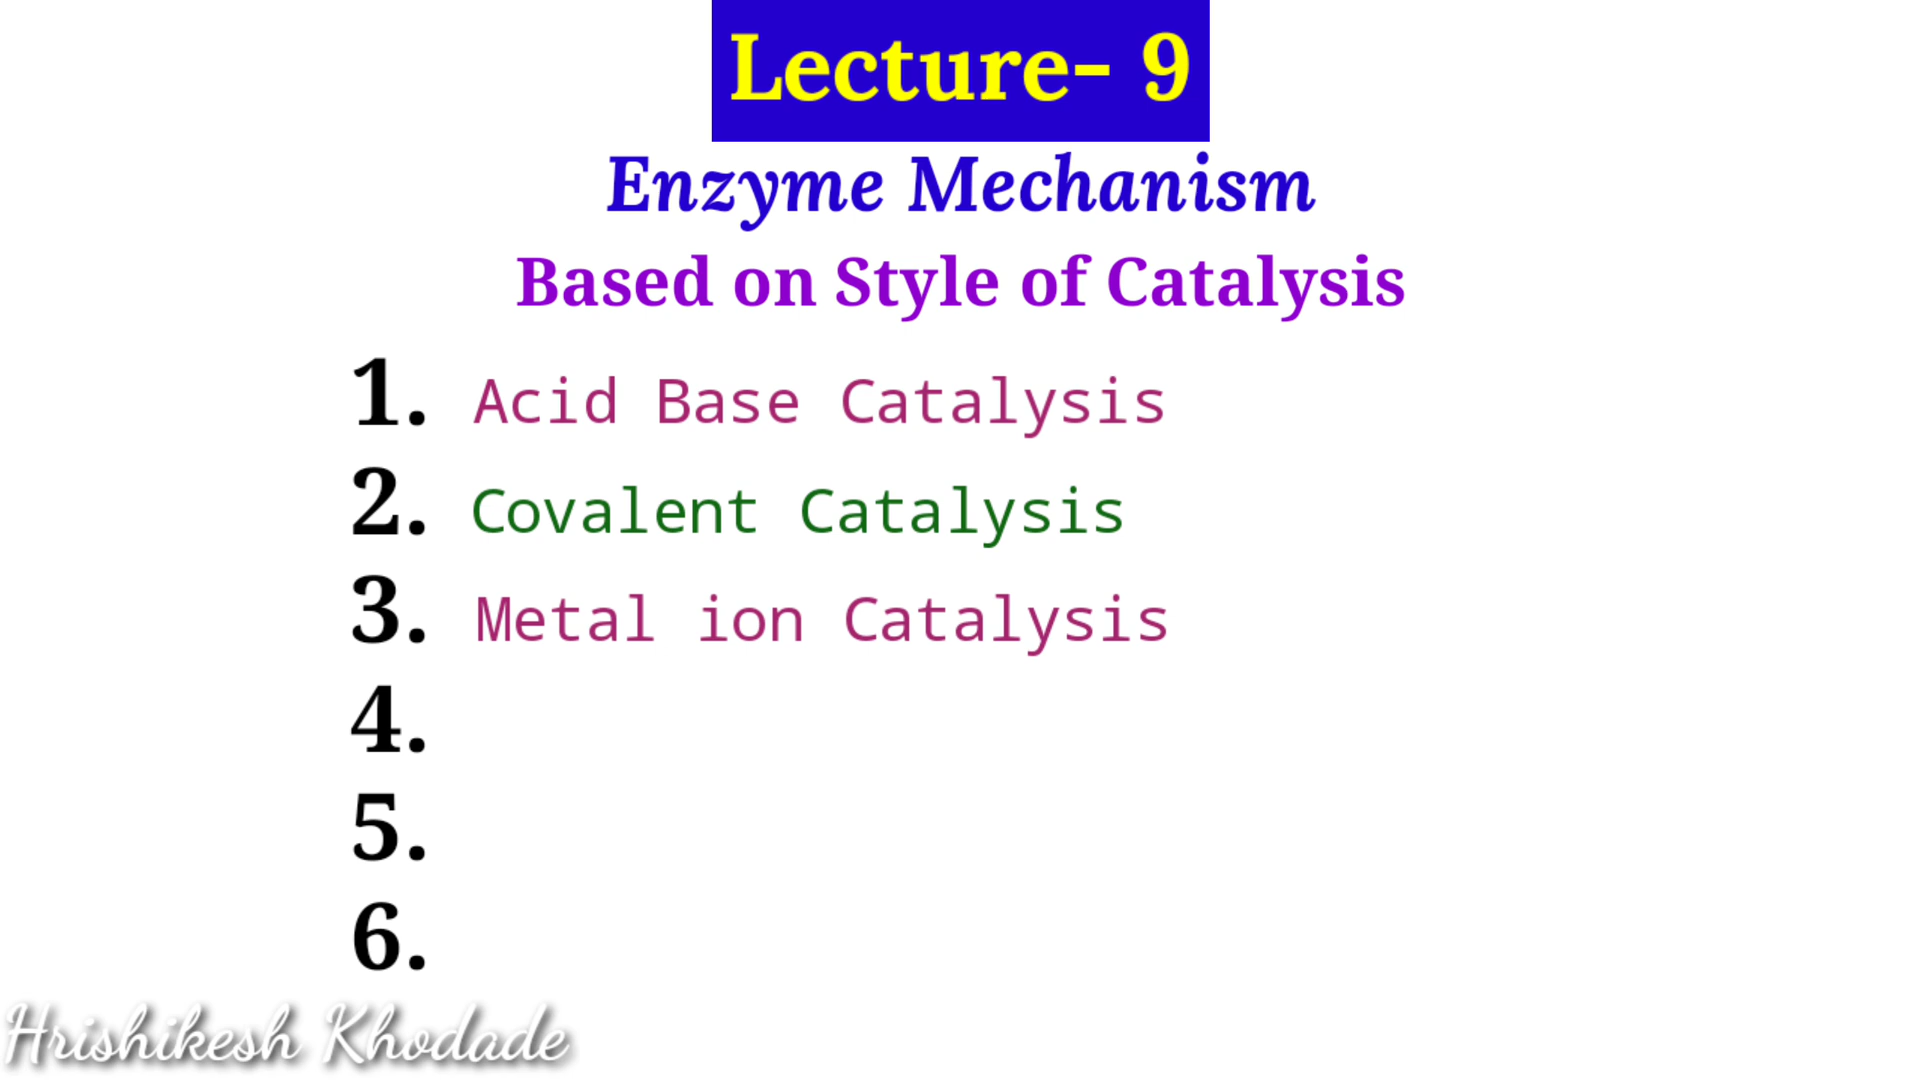 Lecture- 9
Enzyme Mechanism
Based on Style of Catalysis
1. Acid Base Catalysis
2. Covalent Catalysis
3. Metal ion Catalysis
4.
5.
6.
Hrishikesh Khodade